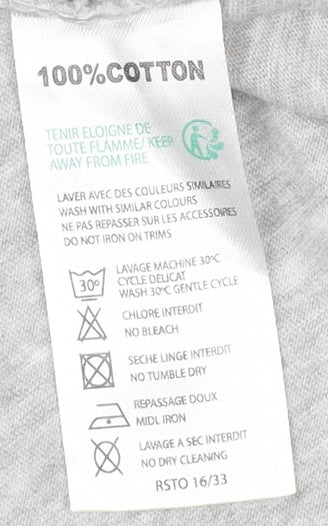 100%COTTON
TENIR ELOIGNE DE
TOUTE FLAMME/ KEEP
AWAY FROM FIRE
LAVER AVEC DES COULEURS SIMILAIRES
WASH WITH SIMILAR COLOURS
NE PAS REPASSER SUR LES ACCESSOIRES
DO NOT IRON ON TRIMS
30°
LAVAGE MACHINE 30°C
CYCLE DELICAT
WASH 30°C GENTLE CYCLE
CHLORE INTERDIT
NO BLEACH
SECHE LINGE INTERDIT
NO TUMBLE DRY
REPASSAGE DOUX
MIDL IRON
LAVAGE A SEC INTERDIT
NO DRY CLEANING
RSTO 16/33